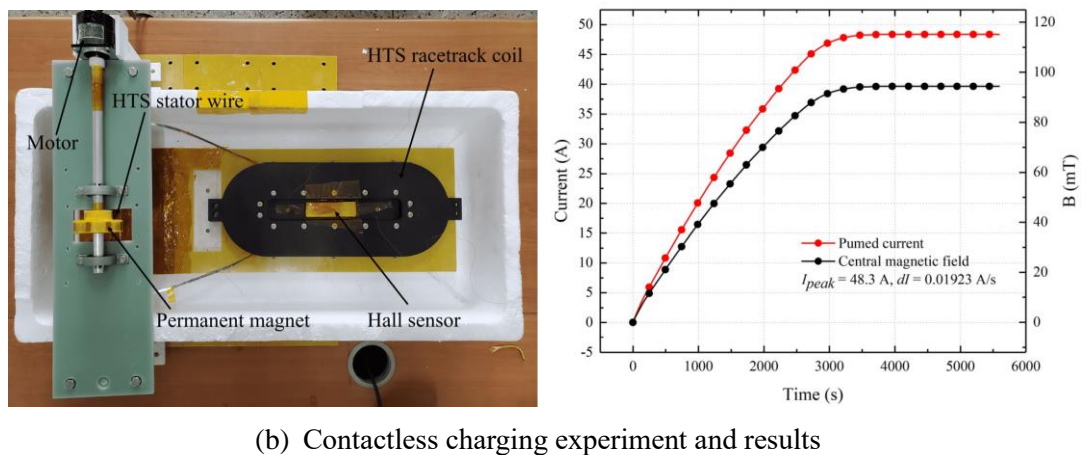 HTS racetrack coil
HTS stator wire
Motor
Permanent magnet
Hall sensor
Current (A)
50
45
40
35
30
25
20
15
10
5
0
-5
120
100
80
60
40
20
0
B (mT)
Pumed current
Central magnetic field
I_peak = 48.3 A, dI = 0.01923 A/s
0 1000 2000 3000 4000 5000 6000
Time (s)
(b) Contactless charging experiment and results